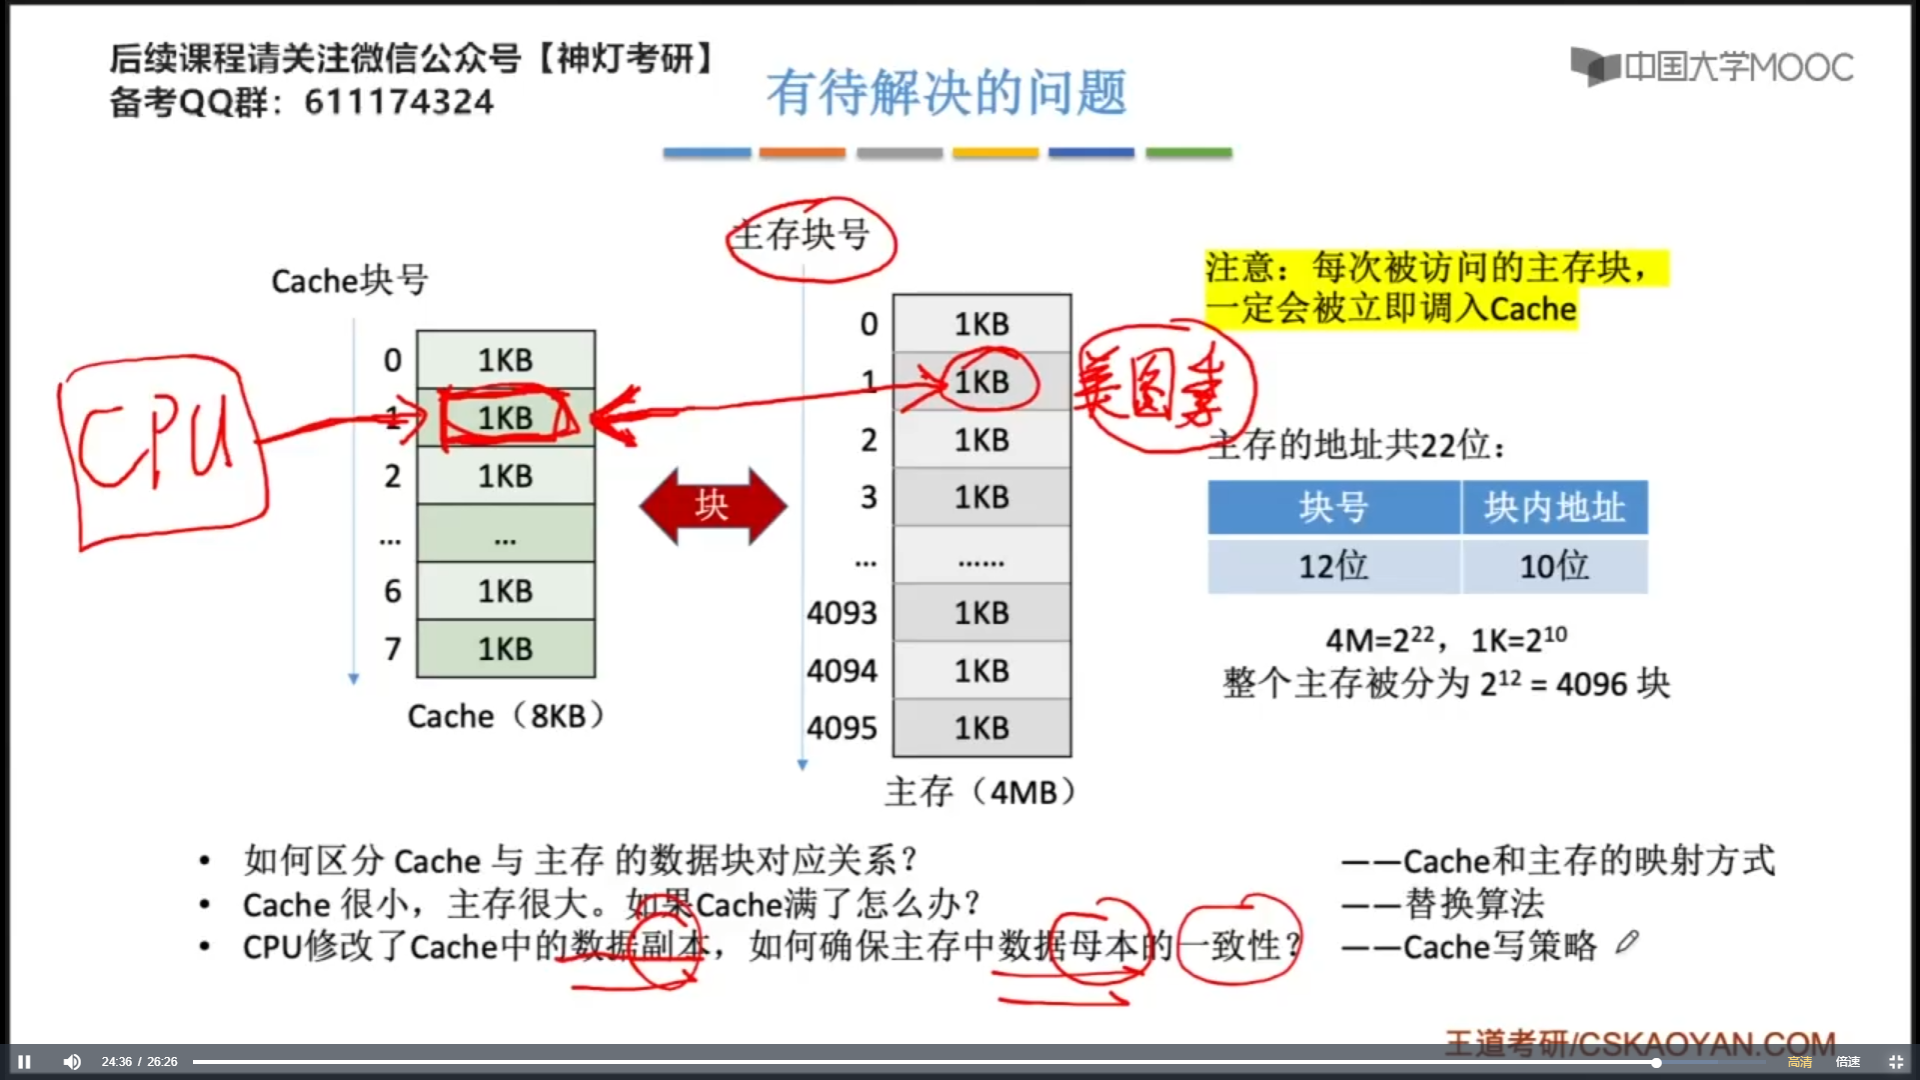 后续课程请关注微信公众号【神灯考研】
备考QQ群：611174324
中国大学MOOC
有待解决的问题
主存块号
Cache块号
0 1KB
1 1KB
2 1KB
... ...
6 1KB
7 1KB
Cache（8KB）
CPU
块
0 1KB
1 1KB
2 1KB
3 1KB
... ......
4093 1KB
4094 1KB
4095 1KB
主存（4MB）
美图秀
注意：每次被访问的主存块，
一定会被立即调入Cache
主存的地址共22位：
块号 块内地址
12位 10位
4M=2²²，1K=2¹⁰
整个主存被分为 2¹² = 4096 块
• 如何区分 Cache 与 主存 的数据块对应关系？ ——Cache和主存的映射方式
• Cache 很小，主存很大。如果Cache满了怎么办？ ——替换算法
• CPU修改了Cache中的数据副本，如何确保主存中数据母本的一致性？ ——Cache写策略
王道考研/CSKAOYAN.COM
24:36 / 26:26
高清 倍速